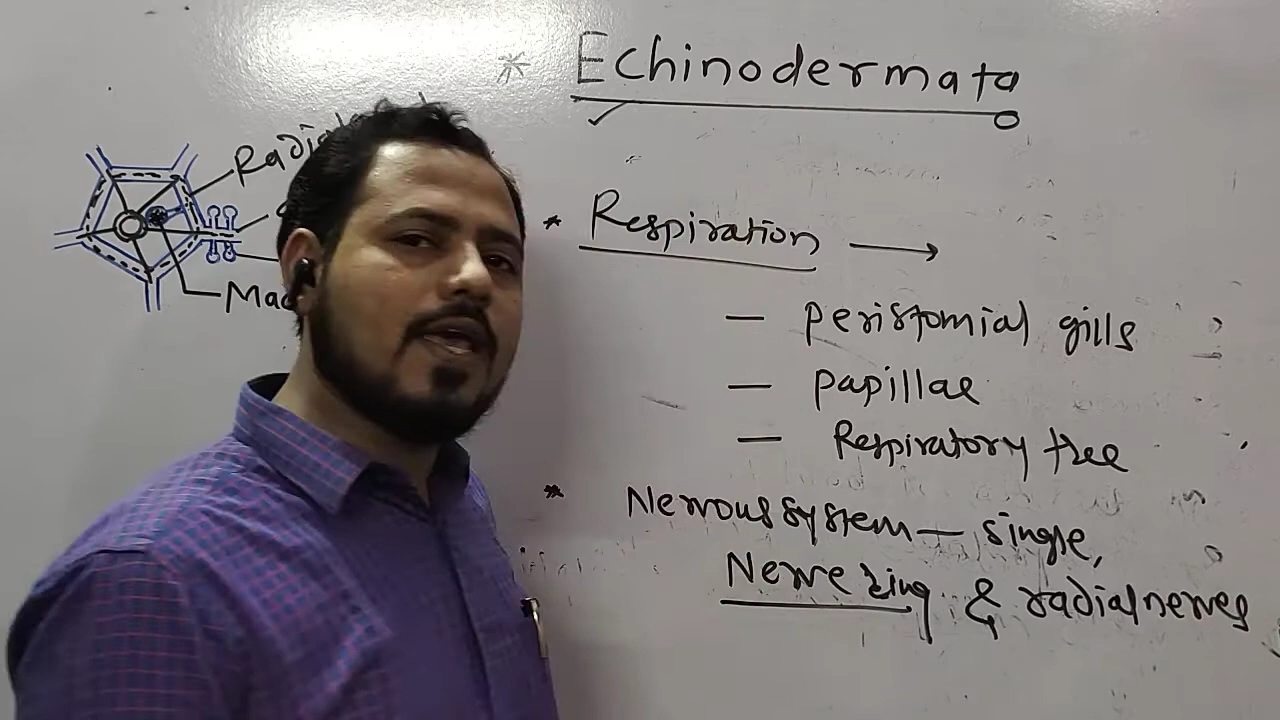 * Echinodermata
Radi
* Respiration →
Mad
— peristomial gills
— papillae
— Respiratory tree
* Nervous system — single,
Nerve ring & radial nerves